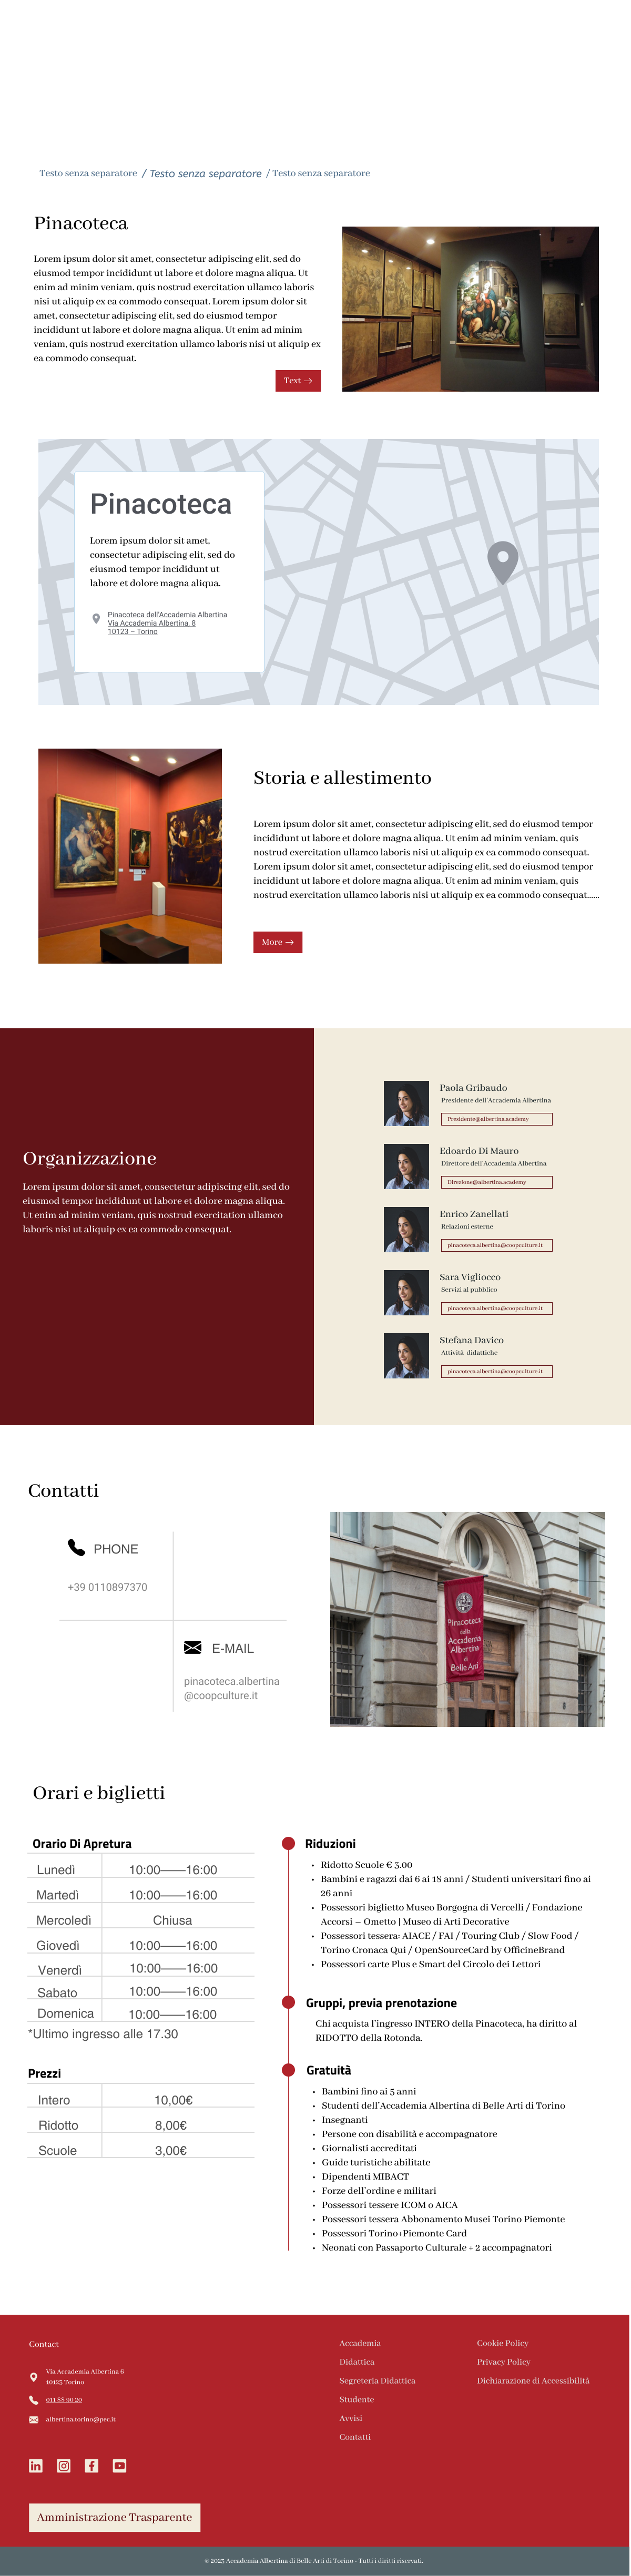 Testo senza separatore / Testo senza separatore / Testo senza separatore
Pinacoteca
Lorem ipsum dolor sit amet, consectetur adipiscing elit, sed do
eiusmod tempor incididunt ut labore et dolore magna aliqua. Ut
enim ad minim veniam, quis nostrud exercitation ullamco laboris
nisi ut aliquip ex ea commodo consequat. Lorem ipsum dolor sit
amet, consectetur adipiscing elit, sed do eiusmod tempor
incididunt ut labore et dolore magna aliqua. Ut enim ad minim
veniam, quis nostrud exercitation ullamco laboris nisi ut aliquip ex
ea commodo consequat.
Text →
Pinacoteca
Lorem ipsum dolor sit amet,
consectetur adipiscing elit, sed do
eiusmod tempor incididunt ut
labore et dolore magna aliqua.
Pinacoteca dell'Accademia Albertina
Via Accademia Albertina, 8
10123 – Torino
Storia e allestimento
Lorem ipsum dolor sit amet, consectetur adipiscing elit, sed do eiusmod tempor
incididunt ut labore et dolore magna aliqua. Ut enim ad minim veniam, quis
nostrud exercitation ullamco laboris nisi ut aliquip ex ea commodo consequat.
Lorem ipsum dolor sit amet, consectetur adipiscing elit, sed do eiusmod tempor
incididunt ut labore et dolore magna aliqua. Ut enim ad minim veniam, quis
nostrud exercitation ullamco laboris nisi ut aliquip ex ea commodo consequat......
More →
Organizzazione
Lorem ipsum dolor sit amet, consectetur adipiscing elit, sed do
eiusmod tempor incididunt ut labore et dolore magna aliqua.
Ut enim ad minim veniam, quis nostrud exercitation ullamco
laboris nisi ut aliquip ex ea commodo consequat.
Paola Gribaudo
Presidente dell'Accademia Albertina
Presidente@albertina.academy
Edoardo Di Mauro
Direttore dell'Accademia Albertina
Direzione@albertina.academy
Enrico Zanellati
Relazioni esterne
pinacoteca.albertina@coopculture.it
Sara Vigliocco
Servizi al pubblico
pinacoteca.albertina@coopculture.it
Stefana Davico
Attività didattiche
pinacoteca.albertina@coopculture.it
Contatti
PHONE
+39 0110897370
E-MAIL
pinacoteca.albertina
@coopculture.it
Pinacoteca
della
Accademia
Albertina
di
Belle Arti
Orari e biglietti
Orario Di Apretura
Lunedì 10:00——16:00
Martedì 10:00——16:00
Mercoledì Chiusa
Giovedì 10:00——16:00
Venerdì 10:00——16:00
Sabato 10:00——16:00
Domenica 10:00——16:00
*Ultimo ingresso alle 17.30
Prezzi
Intero 10,00€
Ridotto 8,00€
Scuole 3,00€
Riduzioni
• Ridotto Scuole € 3.00
• Bambini e ragazzi dai 6 ai 18 anni / Studenti universitari fino ai
26 anni
• Possessori biglietto Museo Borgogna di Vercelli / Fondazione
Accorsi – Ometto | Museo di Arti Decorative
• Possessori tessera: AIACE / FAI / Touring Club / Slow Food /
Torino Cronaca Qui / OpenSourceCard by OfficineBrand
• Possessori carte Plus e Smart del Circolo dei Lettori
Gruppi, previa prenotazione
Chi acquista l'ingresso INTERO della Pinacoteca, ha diritto al
RIDOTTO della Rotonda.
Gratuità
• Bambini fino ai 5 anni
• Studenti dell'Accademia Albertina di Belle Arti di Torino
• Insegnanti
• Persone con disabilità e accompagnatore
• Giornalisti accreditati
• Guide turistiche abilitate
• Dipendenti MIBACT
• Forze dell'ordine e militari
• Possessori tessere ICOM o AICA
• Possessori tessera Abbonamento Musei Torino Piemonte
• Possessori Torino+Piemonte Card
• Neonati con Passaporto Culturale + 2 accompagnatori
Contact
Via Accademia Albertina 6
10123 Torino
011 88 90 20
albertina.torino@pec.it
Amministrazione Trasparente
Accademia
Didattica
Segreteria Didattica
Studente
Avvisi
Contatti
Cookie Policy
Privacy Policy
Dichiarazione di Accessibilità
© 2023 Accademia Albertina di Belle Arti di Torino - Tutti i diritti riservati.